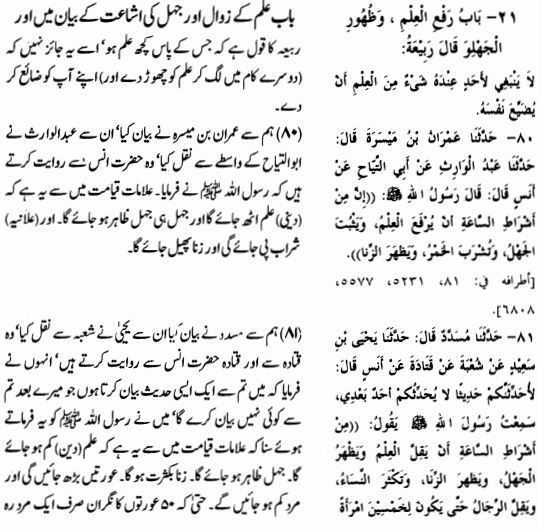 ٢١- بَابُ رَفْعِ الْعِلْمِ ، وَظُهُورِ
الْجَهْلِوَ قَالَ رَبِيعَةُ:
لاَ يَنْبَغِي لأَحَدٍ عِنْدَهُ شَيْءٌ مِنَ الْعِلْمِ أَنْ
يُضَيِّعَ نَفْسَهُ.
٨٠- حَدَّثَنَا عِمْرَانُ بْنُ مَيْسَرَةَ قَالَ:
حَدَّثَنَا عَبْدُ الْوَارِثِ عَنْ أَبِي التَّيَّاحِ عَنْ
أَنَسٍ قَالَ: قَالَ رَسُولُ اللهِ ﷺ: ((إِنَّ مِنْ
أَشْرَاطِ السَّاعَةِ أَنْ يُرْفَعَ الْعِلْمُ، وَيَثْبُتَ
الْجَهْلُ، وَتُشْرَبَ الْخَمْرُ، وَيَظْهَرَ الزِّنَا)).
[أطرافه في: ٨١، ٥٢٣١، ٥٥٧٧،
٦٨٠٨].
٨١- حَدَّثَنَا مُسَدَّدٌ قَالَ: حَدَّثَنَا يَحْيَى بْنِ
سَعِيْدٍ عَنْ شُعْبَةَ عَنْ قَتَادَةَ عَنْ أَنَسٍ قَالَ:
لأُحَدِّثَنَّكُمْ حَدِيثًا لاَ يُحَدِّثُكُمْ أَحَدٌ بَعْدِي،
سَمِعْتُ رَسُولَ اللهِ ﷺ يَقُولُ: ((مِنْ
أَشْرَاطِ السَّاعَةِ أَنْ يَقِلَّ الْعِلْمُ وَيَظْهَرَ
الْجَهْلُ، وَيَظهَرَ الزِّنَا، وَتَكْثُرَ النِّسَاءُ،
وَيَقِلَّ الرِّجَالُ حَتَّى يَكُونَ لِخَمْسِيْنَ امْرَأَةً
باب علم کے زوال اور جہل کی اشاعت کے بیان میں اور
ربیعہ کا قول ہے کہ جس کے پاس کچھ علم ہو' اسے یہ جائز نہیں کہ
(دوسرے کام میں لگ کر علم کو چھوڑ دے اور) اپنے آپ کو ضائع کر
دے۔
(۸۰) ہم سے عمران بن میسرہ نے بیان کیا' ان سے عبدالوارث نے
ابوالتیاح کے واسطے سے نقل کیا' وہ حضرت انس سے روایت کرتے
ہیں کہ رسول اللہ ﷺ نے فرمایا۔ علامات قیامت میں سے یہ ہے کہ
(دینی) علم اٹھ جائے گا اور جہل ہی جہل ظاہر ہو جائے گا۔ اور (علانیہ)
شراب پی جائے گی اور زنا پھیل جائے گا۔
(۸۱) ہم سے مسدد نے بیان کیا' ان سے یحیٰ نے شعبہ سے نقل کیا' وہ
قتادہ سے اور قتادہ حضرت انس سے روایت کرتے ہیں' انہوں نے
فرمایا کہ میں تم سے ایک ایسی حدیث بیان کرتا ہوں جو میرے بعد تم
سے کوئی نہیں بیان کرے گا' میں نے رسول اللہ ﷺ کو یہ فرماتے
ہوئے سنا کہ علامات قیامت میں سے یہ ہے کہ علم (دین) کم ہو جائے
گا۔ جہل ظاہر ہو جائے گا۔ زنا بکثرت ہو گا۔ عورتیں بڑھ جائیں گی اور
مرد کم ہو جائیں گے۔ حتیٰ کہ ۵۰ عورتوں کا نگران صرف ایک مرد رہ